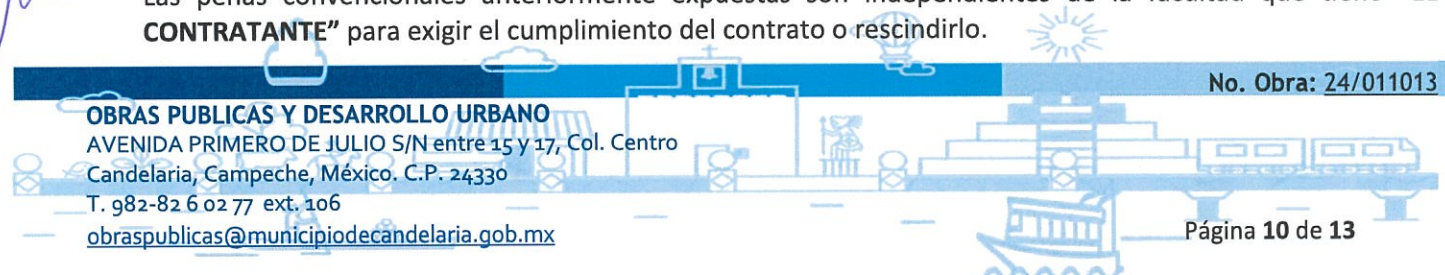 CONTRATANTE” para exigir el cumplimiento del contrato o rescindirlo.
No. Obra: 24/011013
OBRAS PUBLICAS Y DESARROLLO URBANO
AVENIDA PRIMERO DE JULIO S/N entre 15 y 17, Col. Centro
Candelaria, Campeche, México. C.P. 24330
T. 982-82 6 02 77 ext. 106
obraspublicas@municipiodecandelaria.gob.mx
Página 10 de 13